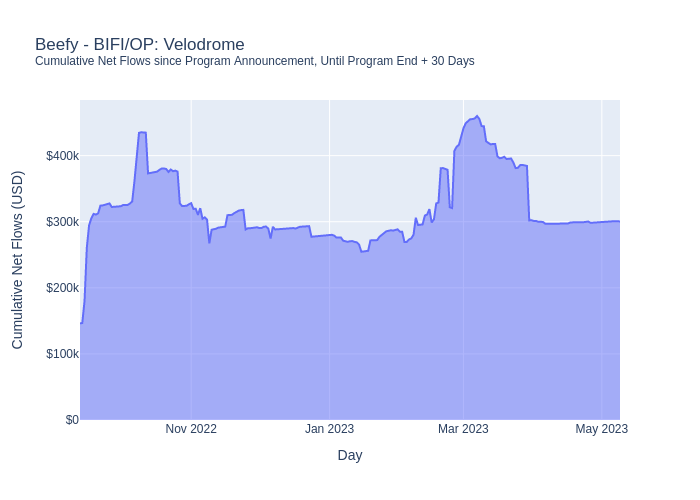 Beefy - BIFI/OP: Velodrome
Cumulative Net Flows since Program Announcement, Until Program End + 30 Days
Cumulative Net Flows (USD)
$400k
$300k
$200k
$100k
$0
Nov 2022
Jan 2023
Mar 2023
May 2023
Day